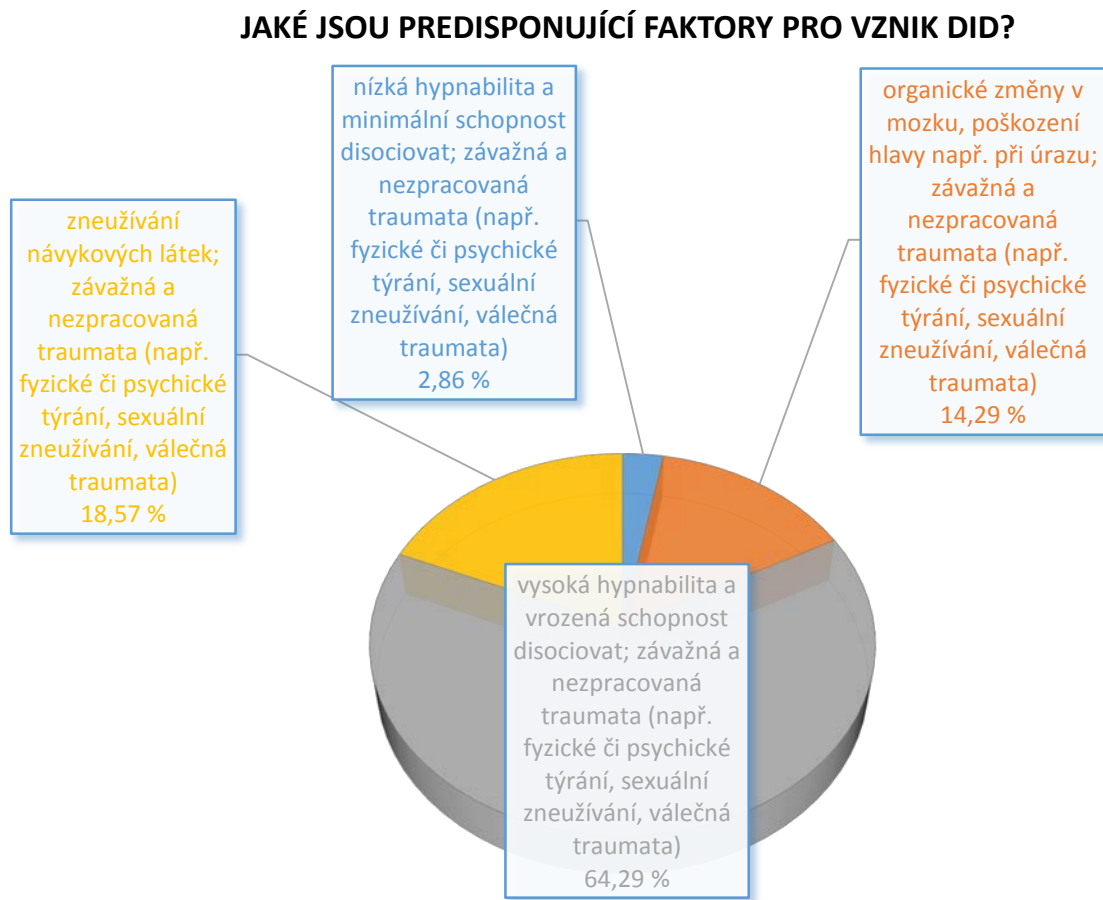 JAKÉ JSOU PREDISPONUJÍCÍ FAKTORY PRO VZNIK DID?
nízká hypnabilita a
minimální schopnost
disociovat; závažná a
nezpracovaná
traumata (např.
fyzické či psychické
týrání, sexuální
zneužívání, válečná
traumata)
2,86 %
organické změny v
mozku, poškození
hlavy např. při úrazu;
závažná a
nezpracovaná
traumata (např.
fyzické či psychické
týrání, sexuální
zneužívání, válečná
traumata)
14,29 %
zneužívání
návykových látek;
závažná a
nezpracovaná
traumata (např.
fyzické či psychické
týrání, sexuální
zneužívání, válečná
traumata)
18,57 %
vysoká hypnabilita a
vrozená schopnost
disociovat; závažná a
nezpracovaná
traumata (např.
fyzické či psychické
týrání, sexuální
zneužívání, válečná
traumata)
64,29 %